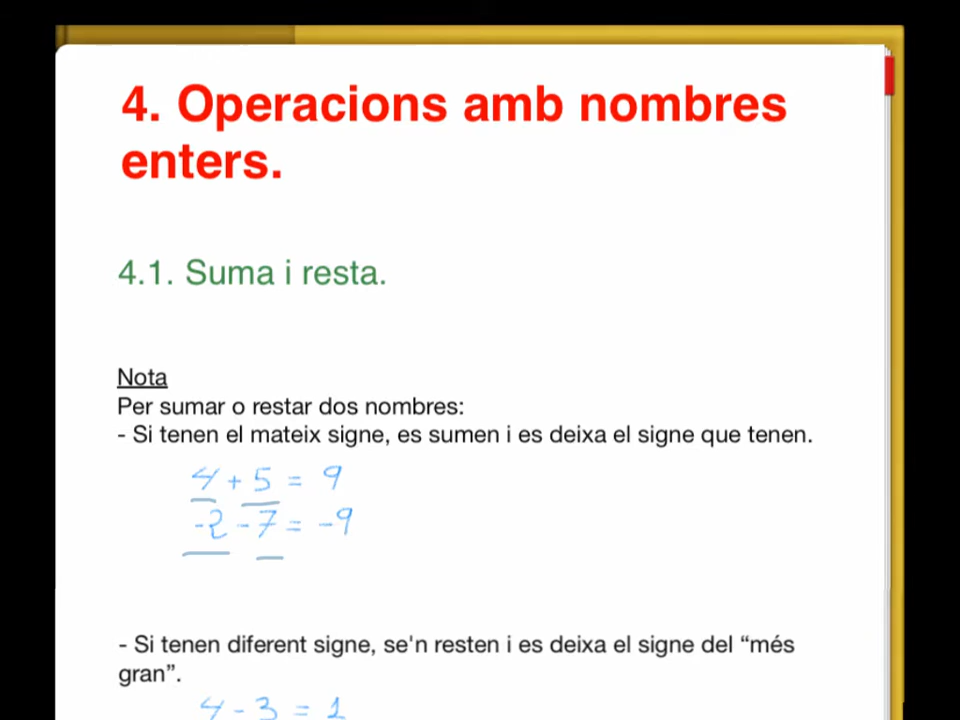 4. Operacions amb nombres
enters.
4.1. Suma i resta.
Nota
Per sumar o restar dos nombres:
- Si tenen el mateix signe, es sumen i es deixa el signe que tenen.
4 + 5 = 9
-2 - 7 = -9
- Si tenen diferent signe, se'n resten i es deixa el signe del “més
gran”.
4 - 3 = 1